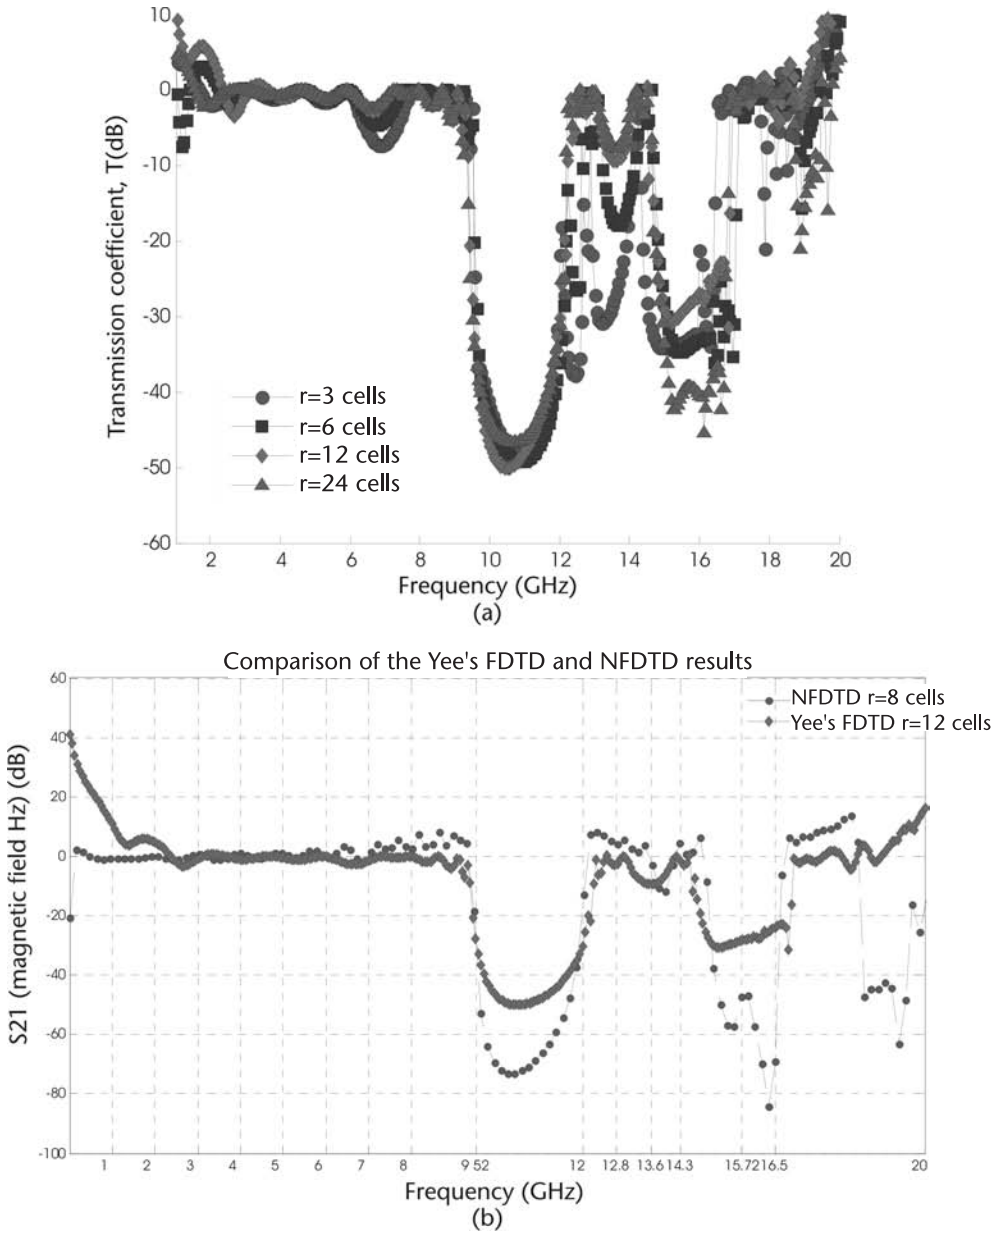 10
0
-10
-20
-30
-40
-50
-60
Transmission coefficient, T(dB)
r=3 cells
r=6 cells
r=12 cells
r=24 cells
2 4 6 8 10 12 14 16 18 20
Frequency (GHz)
(a)
Comparison of the Yee's FDTD and NFDTD results
NFDTD r=8 cells
Yee's FDTD r=12 cells
60
40
20
0
-20
-40
-60
-80
-100
S21 (magnetic field Hz) (dB)
1 2 3 4 5 6 7 8 9 52 12 12.8 13.6 14.3 15.72 16.5 20
Frequency (GHz)
(b)